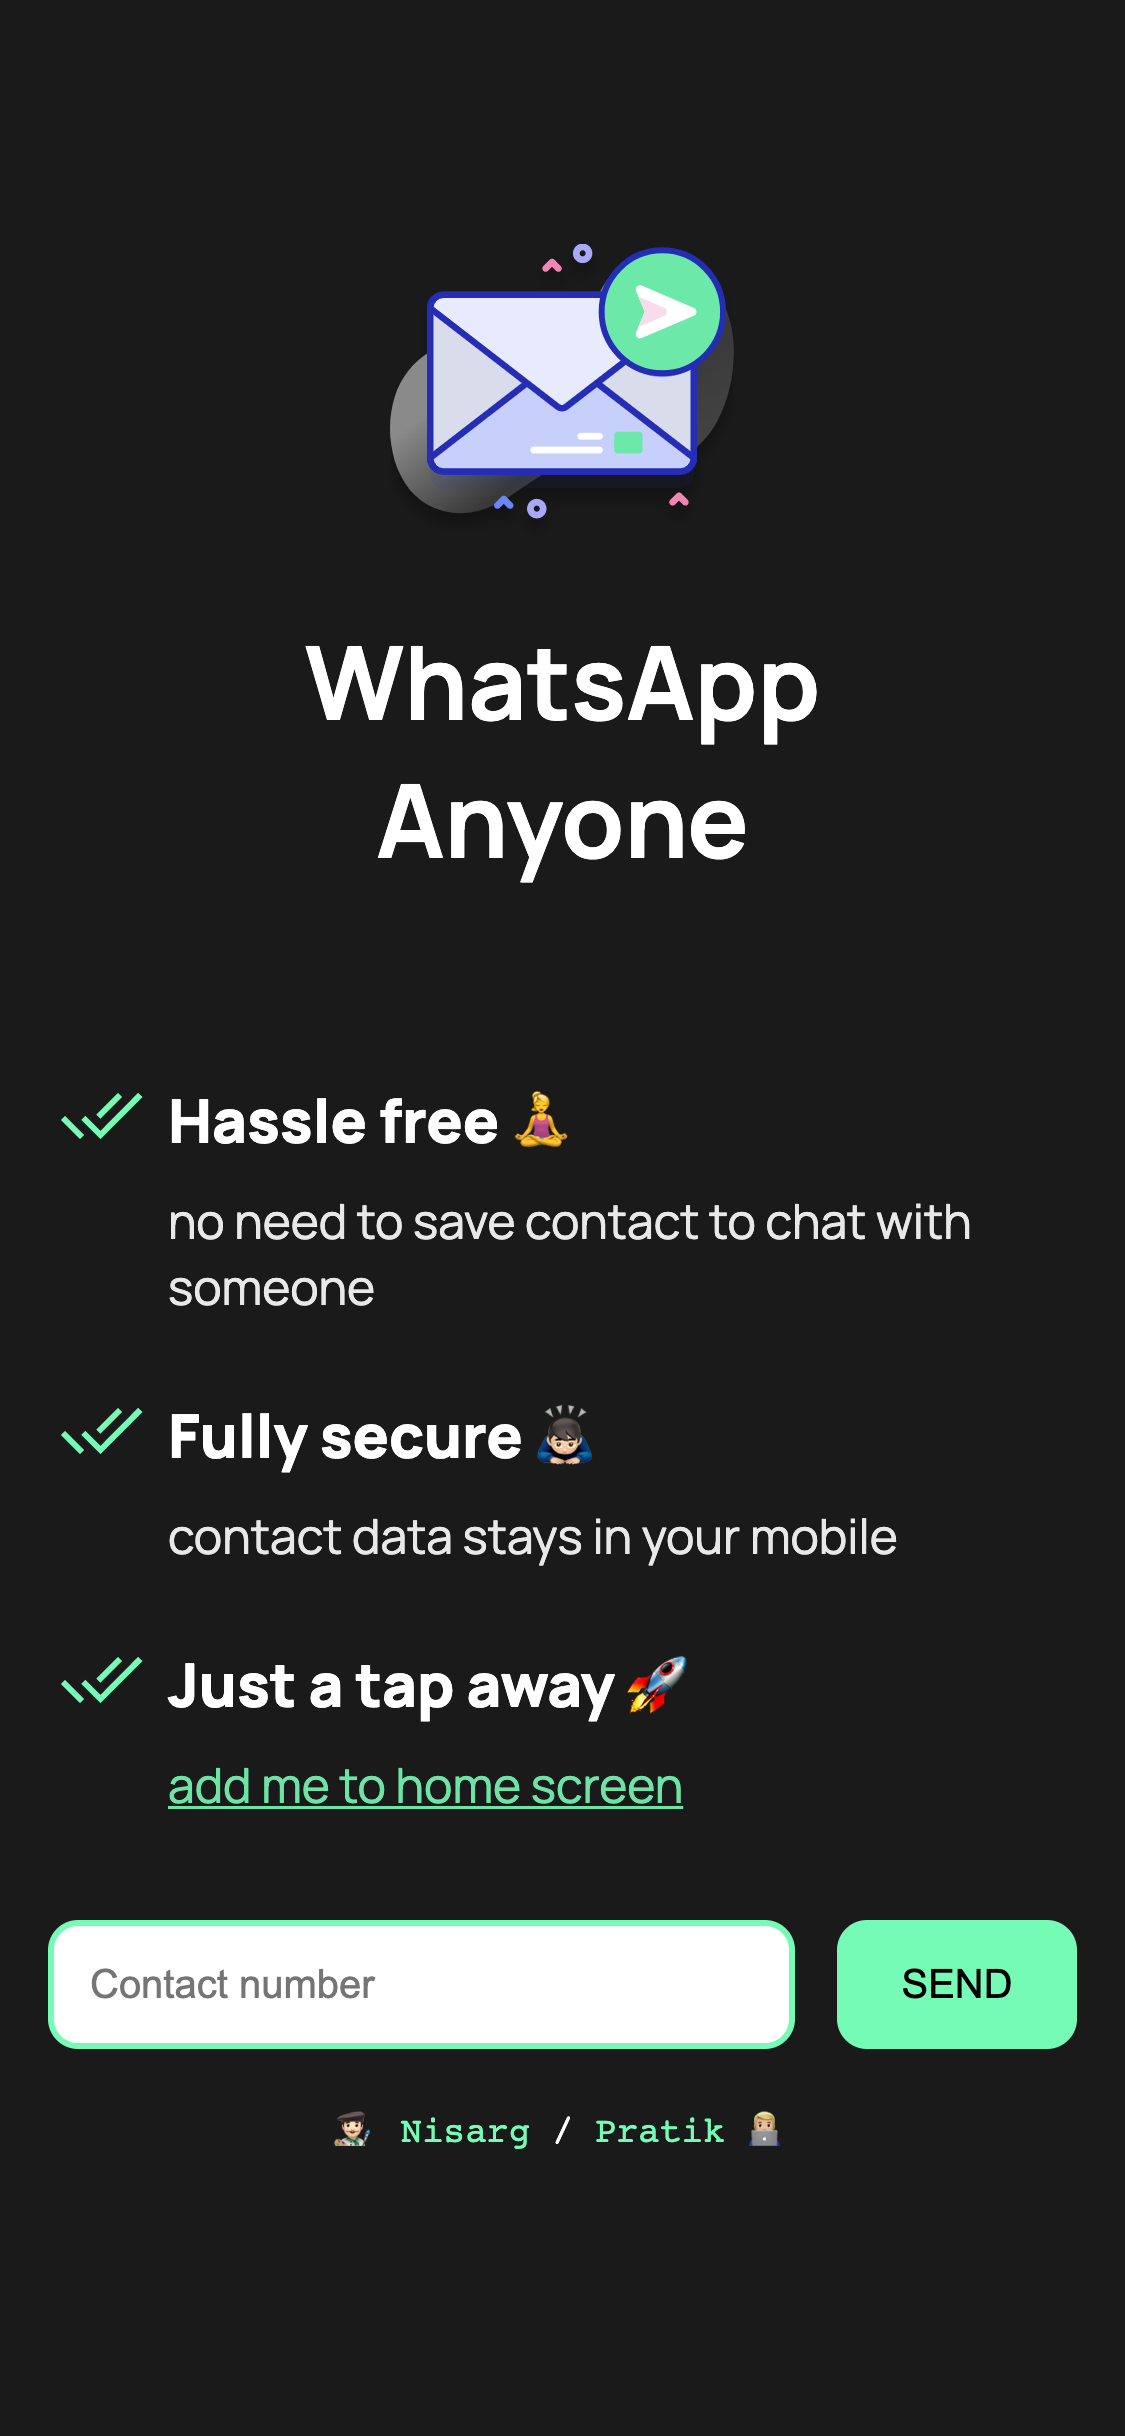 WhatsApp
Anyone
Hassle free 🧘‍♀️
no need to save contact to chat with
someone
Fully secure 🙇🏻‍♂️
contact data stays in your mobile
Just a tap away 🚀
add me to home screen
Contact number
SEND
👨🏻‍🎨 Nisarg / Pratik 👨🏼‍💻